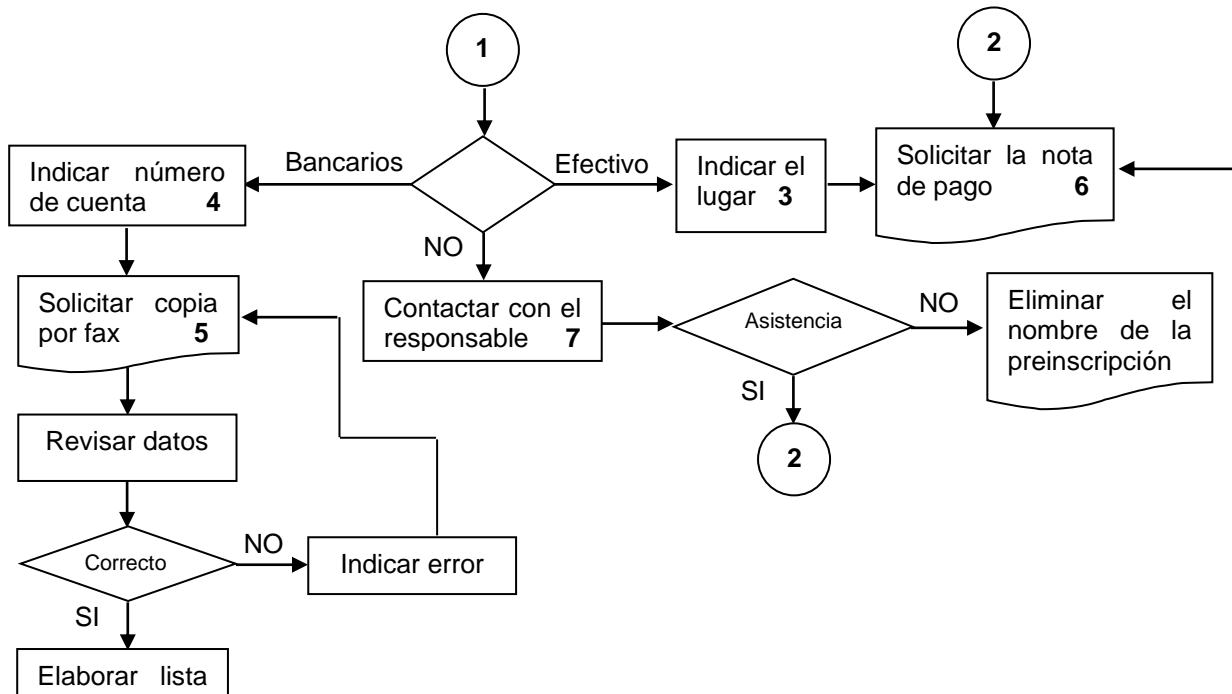 1
2
Bancarios
Efectivo
Indicar número
de cuenta 4
Indicar el
lugar 3
Solicitar la nota
de pago 6
NO
Solicitar copia
por fax 5
Contactar con el
responsable 7
Asistencia
NO
Eliminar el
nombre de la
preinscripción
SI
2
Revisar datos
Correcto
NO
Indicar error
SI
Elaborar lista